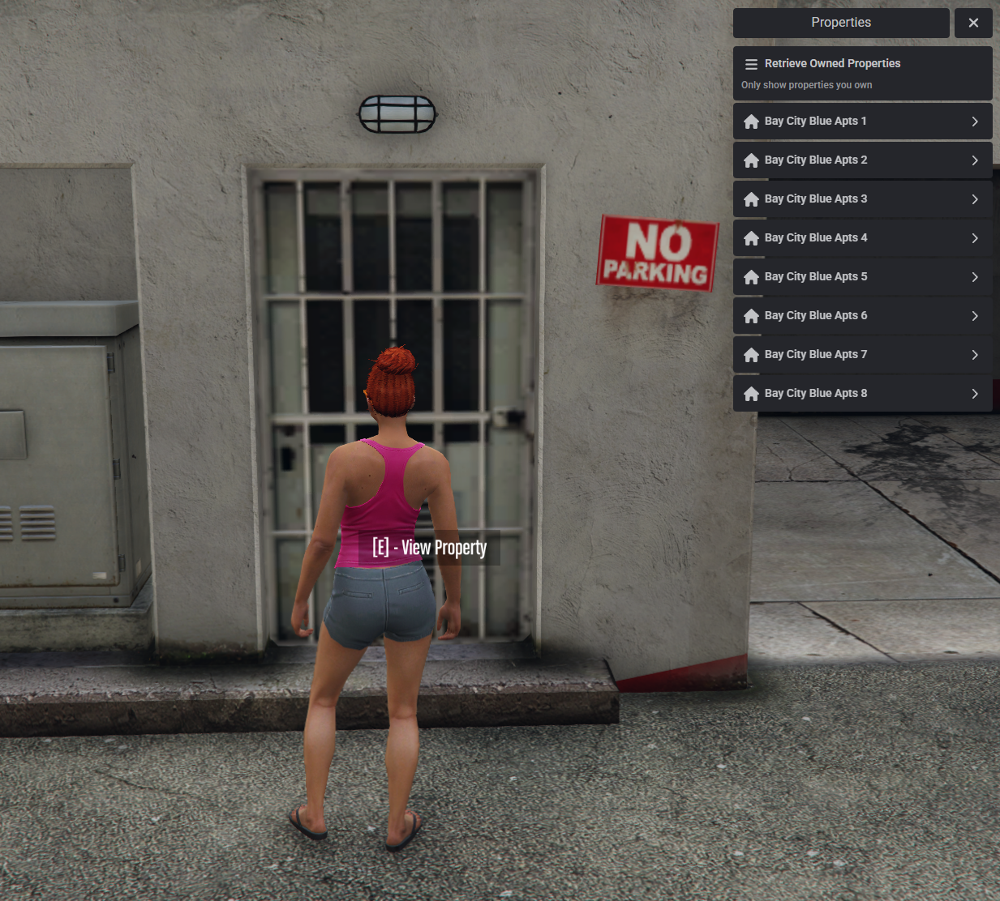 Properties
Retrieve Owned Properties
Only show properties you own
Bay City Blue Apts 1
Bay City Blue Apts 2
Bay City Blue Apts 3
Bay City Blue Apts 4
Bay City Blue Apts 5
Bay City Blue Apts 6
Bay City Blue Apts 7
Bay City Blue Apts 8
NO
PARKING
[E] - View Property